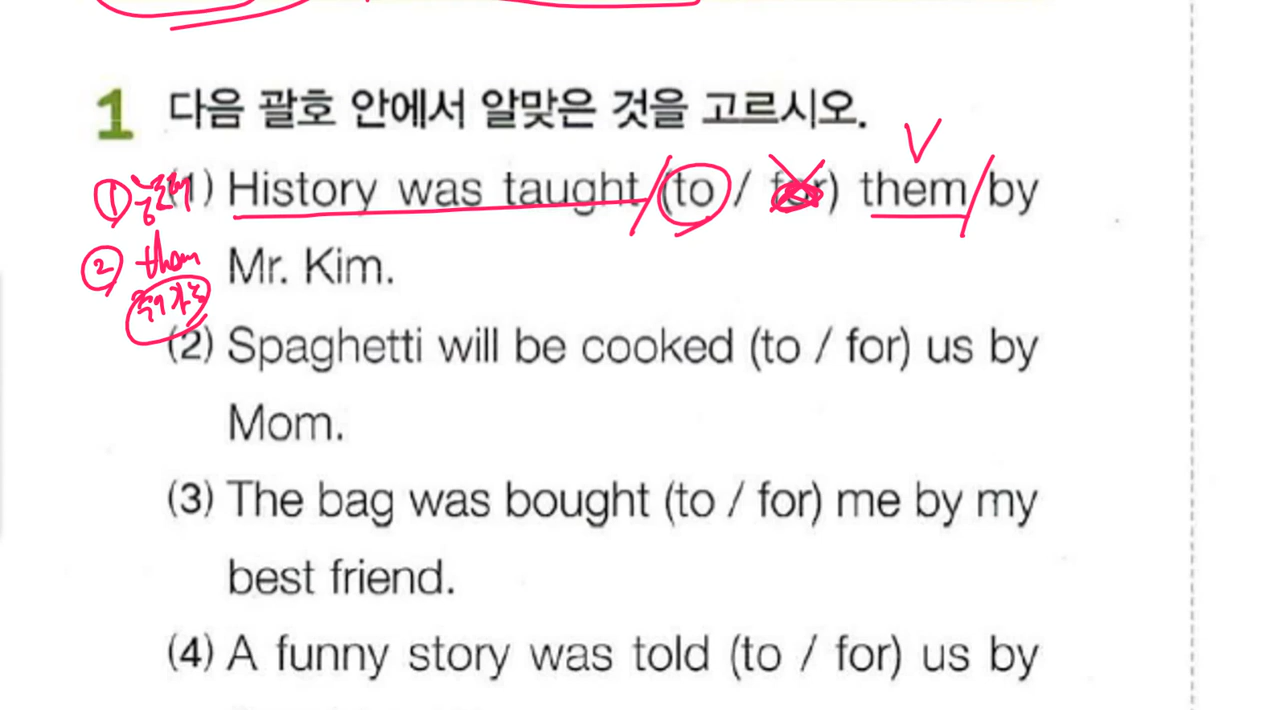 1 다음 괄호 안에서 알맞은 것을 고르시오.
(1) History was taught (to / for) them by
① 능력
② them
Mr. Kim.
주어 가능
(2) Spaghetti will be cooked (to / for) us by
Mom.
(3) The bag was bought (to / for) me by my
best friend.
(4) A funny story was told (to / for) us by